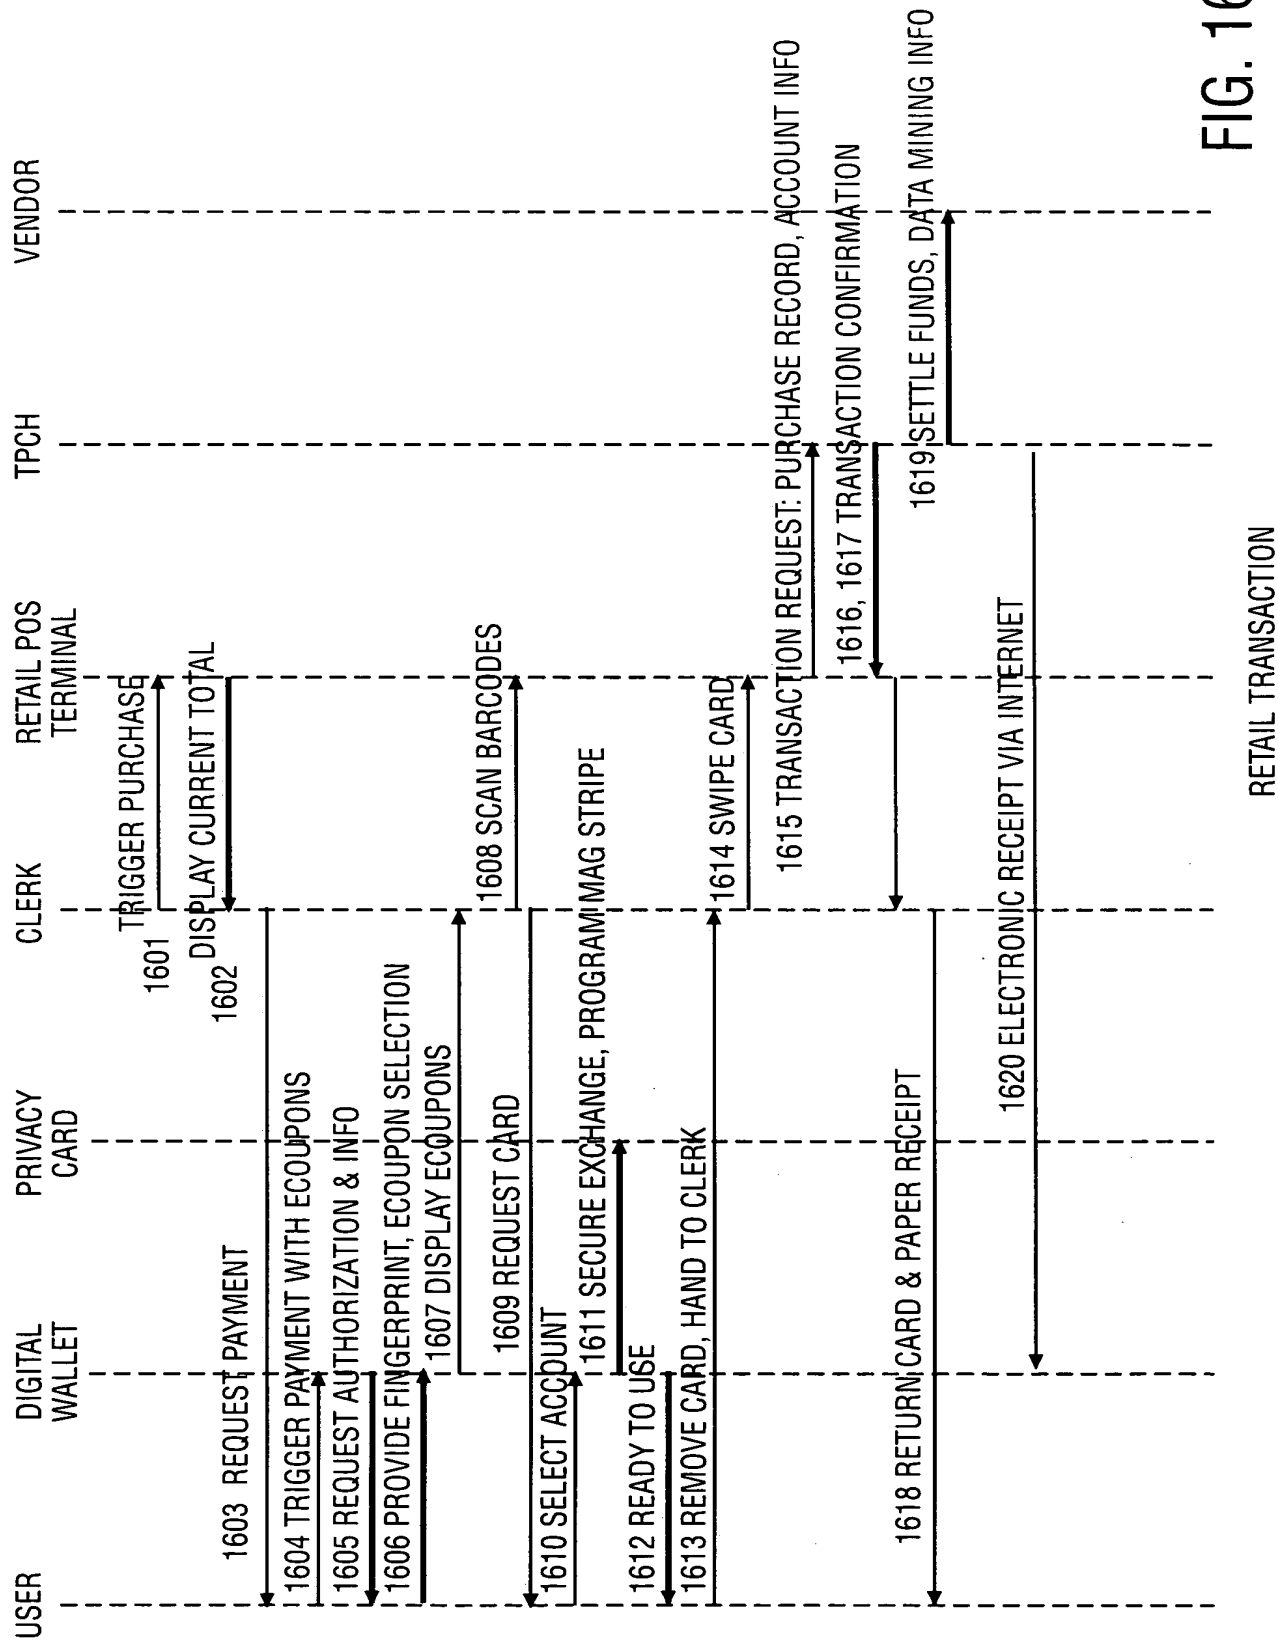 USER
DIGITAL
WALLET
PRIVACY
CARD
CLERK
RETAIL POS
TERMINAL
TPCH
VENDOR
TRIGGER PURCHASE
1601
DISPLAY CURRENT TOTAL
1602
1603 REQUEST PAYMENT
1604 TRIGGER PAYMENT WITH ECOUPONS
1605 REQUEST AUTHORIZATION & INFO
1606 PROVIDE FINGERPRINT, ECOUPON SELECTION
1607 DISPLAY ECOUPONS
1608 SCAN BARCODES
1609 REQUEST CARD
1610 SELECT ACCOUNT
1611 SECURE EXCHANGE, PROGRAM MAG STRIPE
1612 READY TO USE
1613 REMOVE CARD, HAND TO CLERK
1614 SWIPE CARD
1615 TRANSACTION REQUEST: PURCHASE RECORD, ACCOUNT INFO
1616, 1617 TRANSACTION CONFIRMATION
1618 RETURN CARD & PAPER RECEIPT
1619 SETTLE FUNDS, DATA MINING INFO
1620 ELECTRONIC RECEIPT VIA INTERNET
RETAIL TRANSACTION
FIG. 16